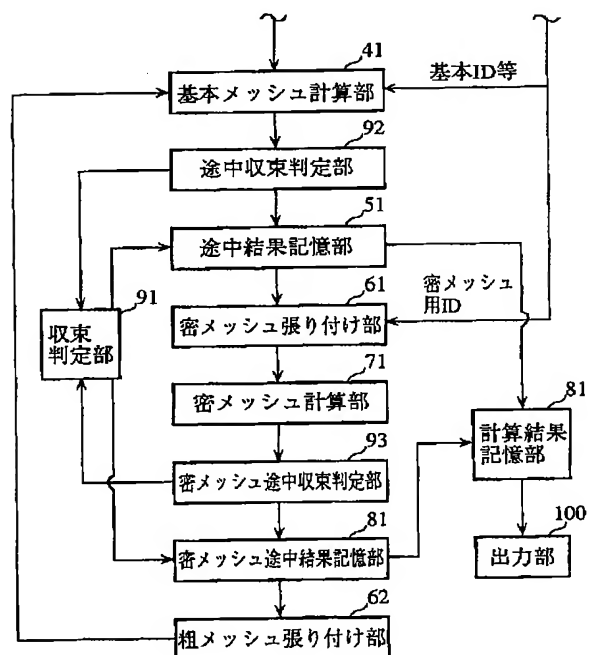 41
基本メッシュ計算部
基本ID等
92
途中収束判定部
51
途中結果記憶部
61
密メッシュ張り付け部
密メッシュ
用ID
91
収束
判定部
71
密メッシュ計算部
81
計算結果
記憶部
93
密メッシュ途中収束判定部
81
密メッシュ途中結果記憶部
100
出力部
62
粗メッシュ張り付け部